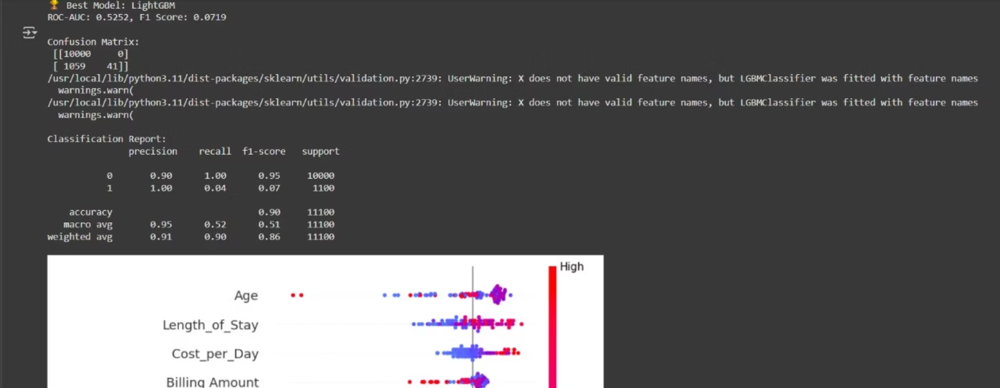 🏆 Best Model: LightGBM
ROC-AUC: 0.5252, F1 Score: 0.0719
Confusion Matrix:
[[10000 0]
[ 1059 41]]
/usr/local/lib/python3.11/dist-packages/sklearn/utils/validation.py:2739: UserWarning: X does not have valid feature names, but LGBMClassifier was fitted with feature names
warnings.warn(
/usr/local/lib/python3.11/dist-packages/sklearn/utils/validation.py:2739: UserWarning: X does not have valid feature names, but LGBMClassifier was fitted with feature names
warnings.warn(
Classification Report:
precision recall f1-score support
0 0.90 1.00 0.95 10000
1 1.00 0.04 0.07 1100
accuracy 0.90 11100
macro avg 0.95 0.52 0.51 11100
weighted avg 0.91 0.90 0.86 11100
High
Age
Length_of_Stay
Cost_per_Day
Billing Amount